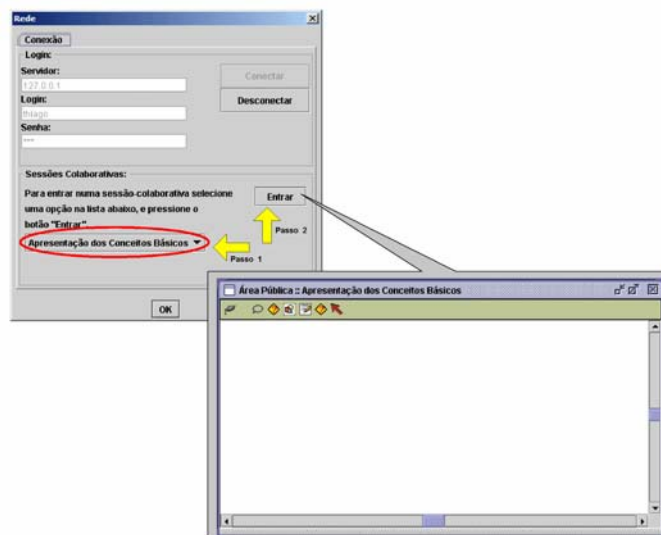 Rede
Conexão
Login:
Servidor:
127.0.0.1
Conectar
Login:
Desconectar
thiago
Senha:
***
Sessões Colaborativas:
Para entrar numa sessão-colaborativa selecione
uma opção na lista abaixo, e pressione o
botão "Entrar".
Entrar
Passo 2
Apresentação dos Conceitos Básicos
Passo 1
OK
Área Pública :: Apresentação dos Conceitos Básicos